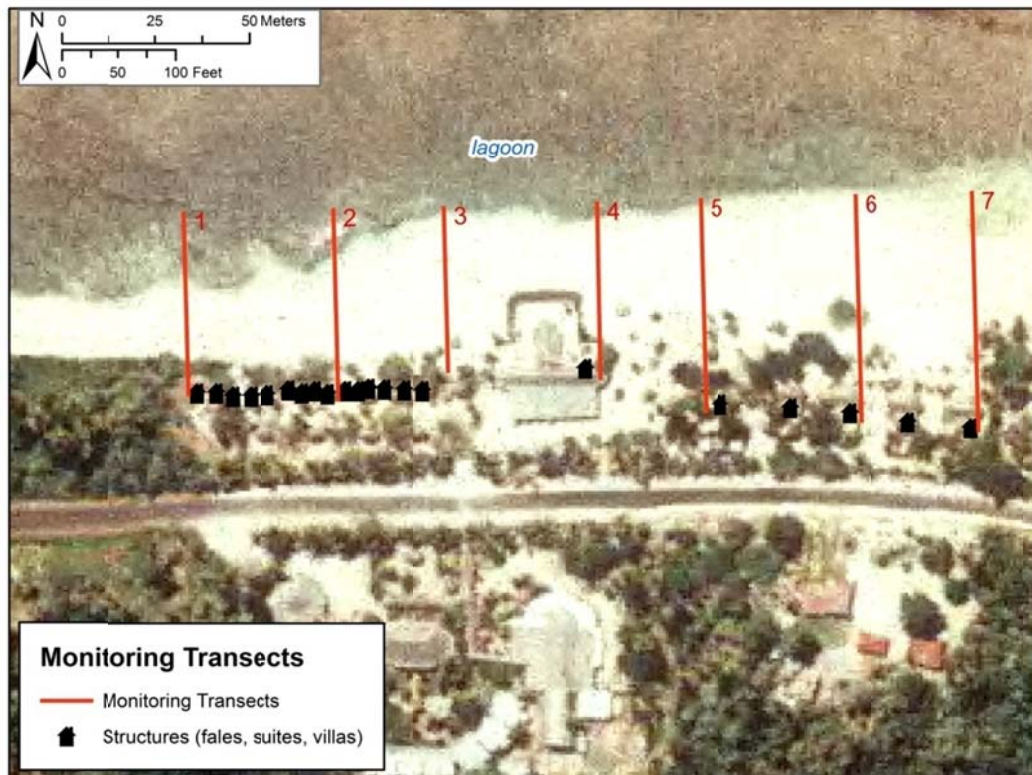 N
0 25 50 Meters
0 50 100 Feet
lagoon
1 2 3 4 5 6 7
Monitoring Transects
Monitoring Transects
Structures (fales, suites, villas)